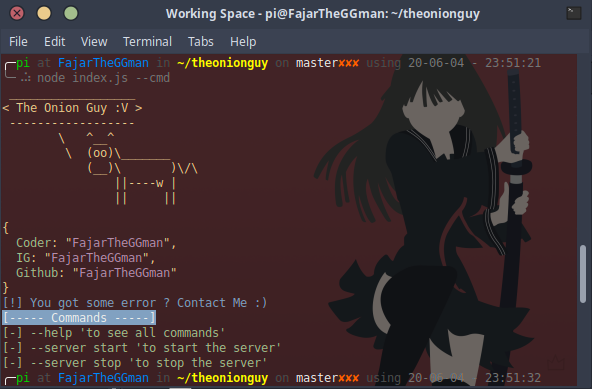 Working Space - pi@FajarTheGGman: ~/theonionguy
File Edit View Terminal Tabs Help
╭─pi at FajarTheGGman in ~/theonionguy on master✘✘✘ using 20-06-04 - 23:51:21
╰─ node index.js --cmd
 __________________
< The Onion Guy :V >
 ------------------
        \   ^__^
         \  (oo)\_______
            (__)\       )\/\
                ||----w |
                ||     ||
{
  Coder: "FajarTheGGman",
  IG: "FajarTheGGman",
  Github: "FajarTheGGman"
}
[!] You got some error ? Contact Me :)
[----- Commands -----]
[-] --help 'to see all commands'
[-] --server start 'to start the server'
[-] --server stop 'to stop the server'
╭─pi at FajarTheGGman in ~/theonionguy on master✘✘✘ using 20-06-04 - 23:51:32